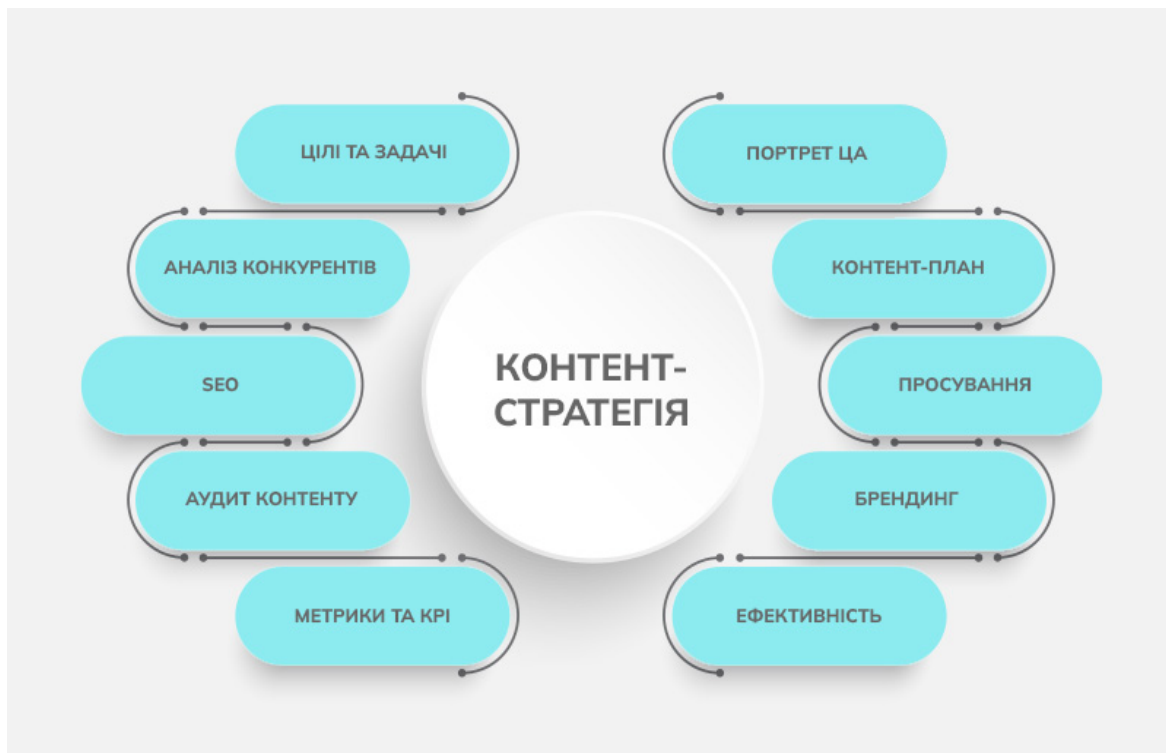 ЦІЛІ ТА ЗАДАЧІ
ПОРТРЕТ ЦА
АНАЛІЗ КОНКУРЕНТІВ
КОНТЕНТ-ПЛАН
SEO
КОНТЕНТ-
СТРАТЕГІЯ
ПРОСУВАННЯ
АУДИТ КОНТЕНТУ
БРЕНДИНГ
МЕТРИКИ ТА КРІ
ЕФЕКТИВНІСТЬ